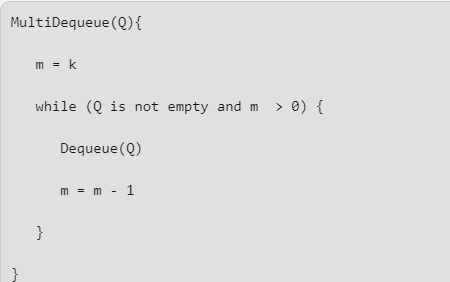 MultiDequeue(Q){
m = k
while (Q is not empty and m  > 0) {
Dequeue(Q)
m = m - 1
}
}